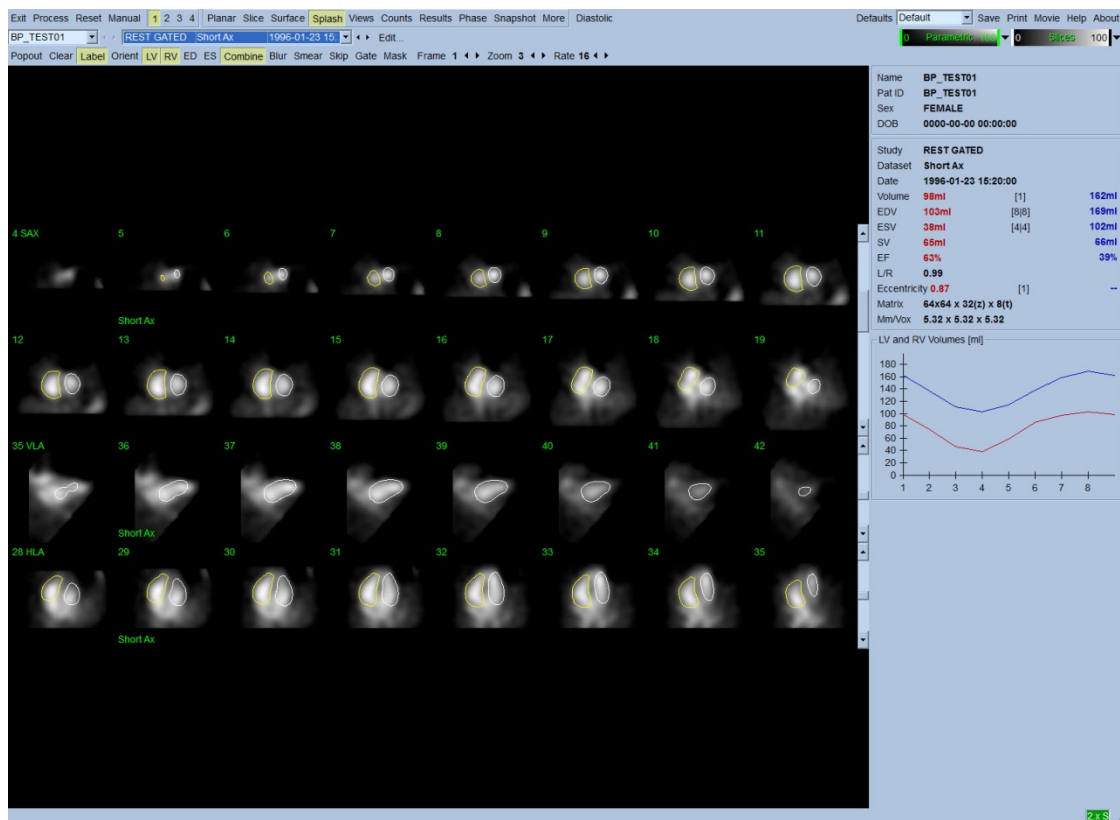 Exit Process Reset Manual 1 2 3 4 Planar Slice Surface Splash Views Counts Results Phase Snapshot More Diastolic Defaults Default Save Print Movie Help About
BP_TEST01 REST GATED Short Ax 1996-01-23 15: Edit... 0 Parametric 100 0 Slices 100
Popout Clear Label Orient LV RV ED ES Combine Blur Smear Skip Gate Mask Frame 1 Zoom 3 Rate 16
Name BP_TEST01
Pat ID BP_TEST01
Sex FEMALE
DOB 0000-00-00 00:00:00
Study REST GATED
Dataset Short Ax
Date 1996-01-23 15:20:00
Volume 98ml [1] 162ml
EDV 103ml [8|8] 169ml
ESV 38ml [4|4] 102ml
SV 65ml 66ml
EF 63% 39%
L/R 0.99
Eccentricity 0.87 [1] --
Matrix 64x64 x 32(z) x 8(t)
Mm/Vox 5.32 x 5.32 x 5.32
LV and RV Volumes [ml]
180
160
140
120
100
80
60
40
20
0
1 2 3 4 5 6 7 8
4 SAX 5 6 7 8 9 10 11
Short Ax
12 13 14 15 16 17 18 19
35 VLA 36 37 38 39 40 41 42
Short Ax
28 HLA 29 30 31 32 33 34 35
Short Ax
2 x S